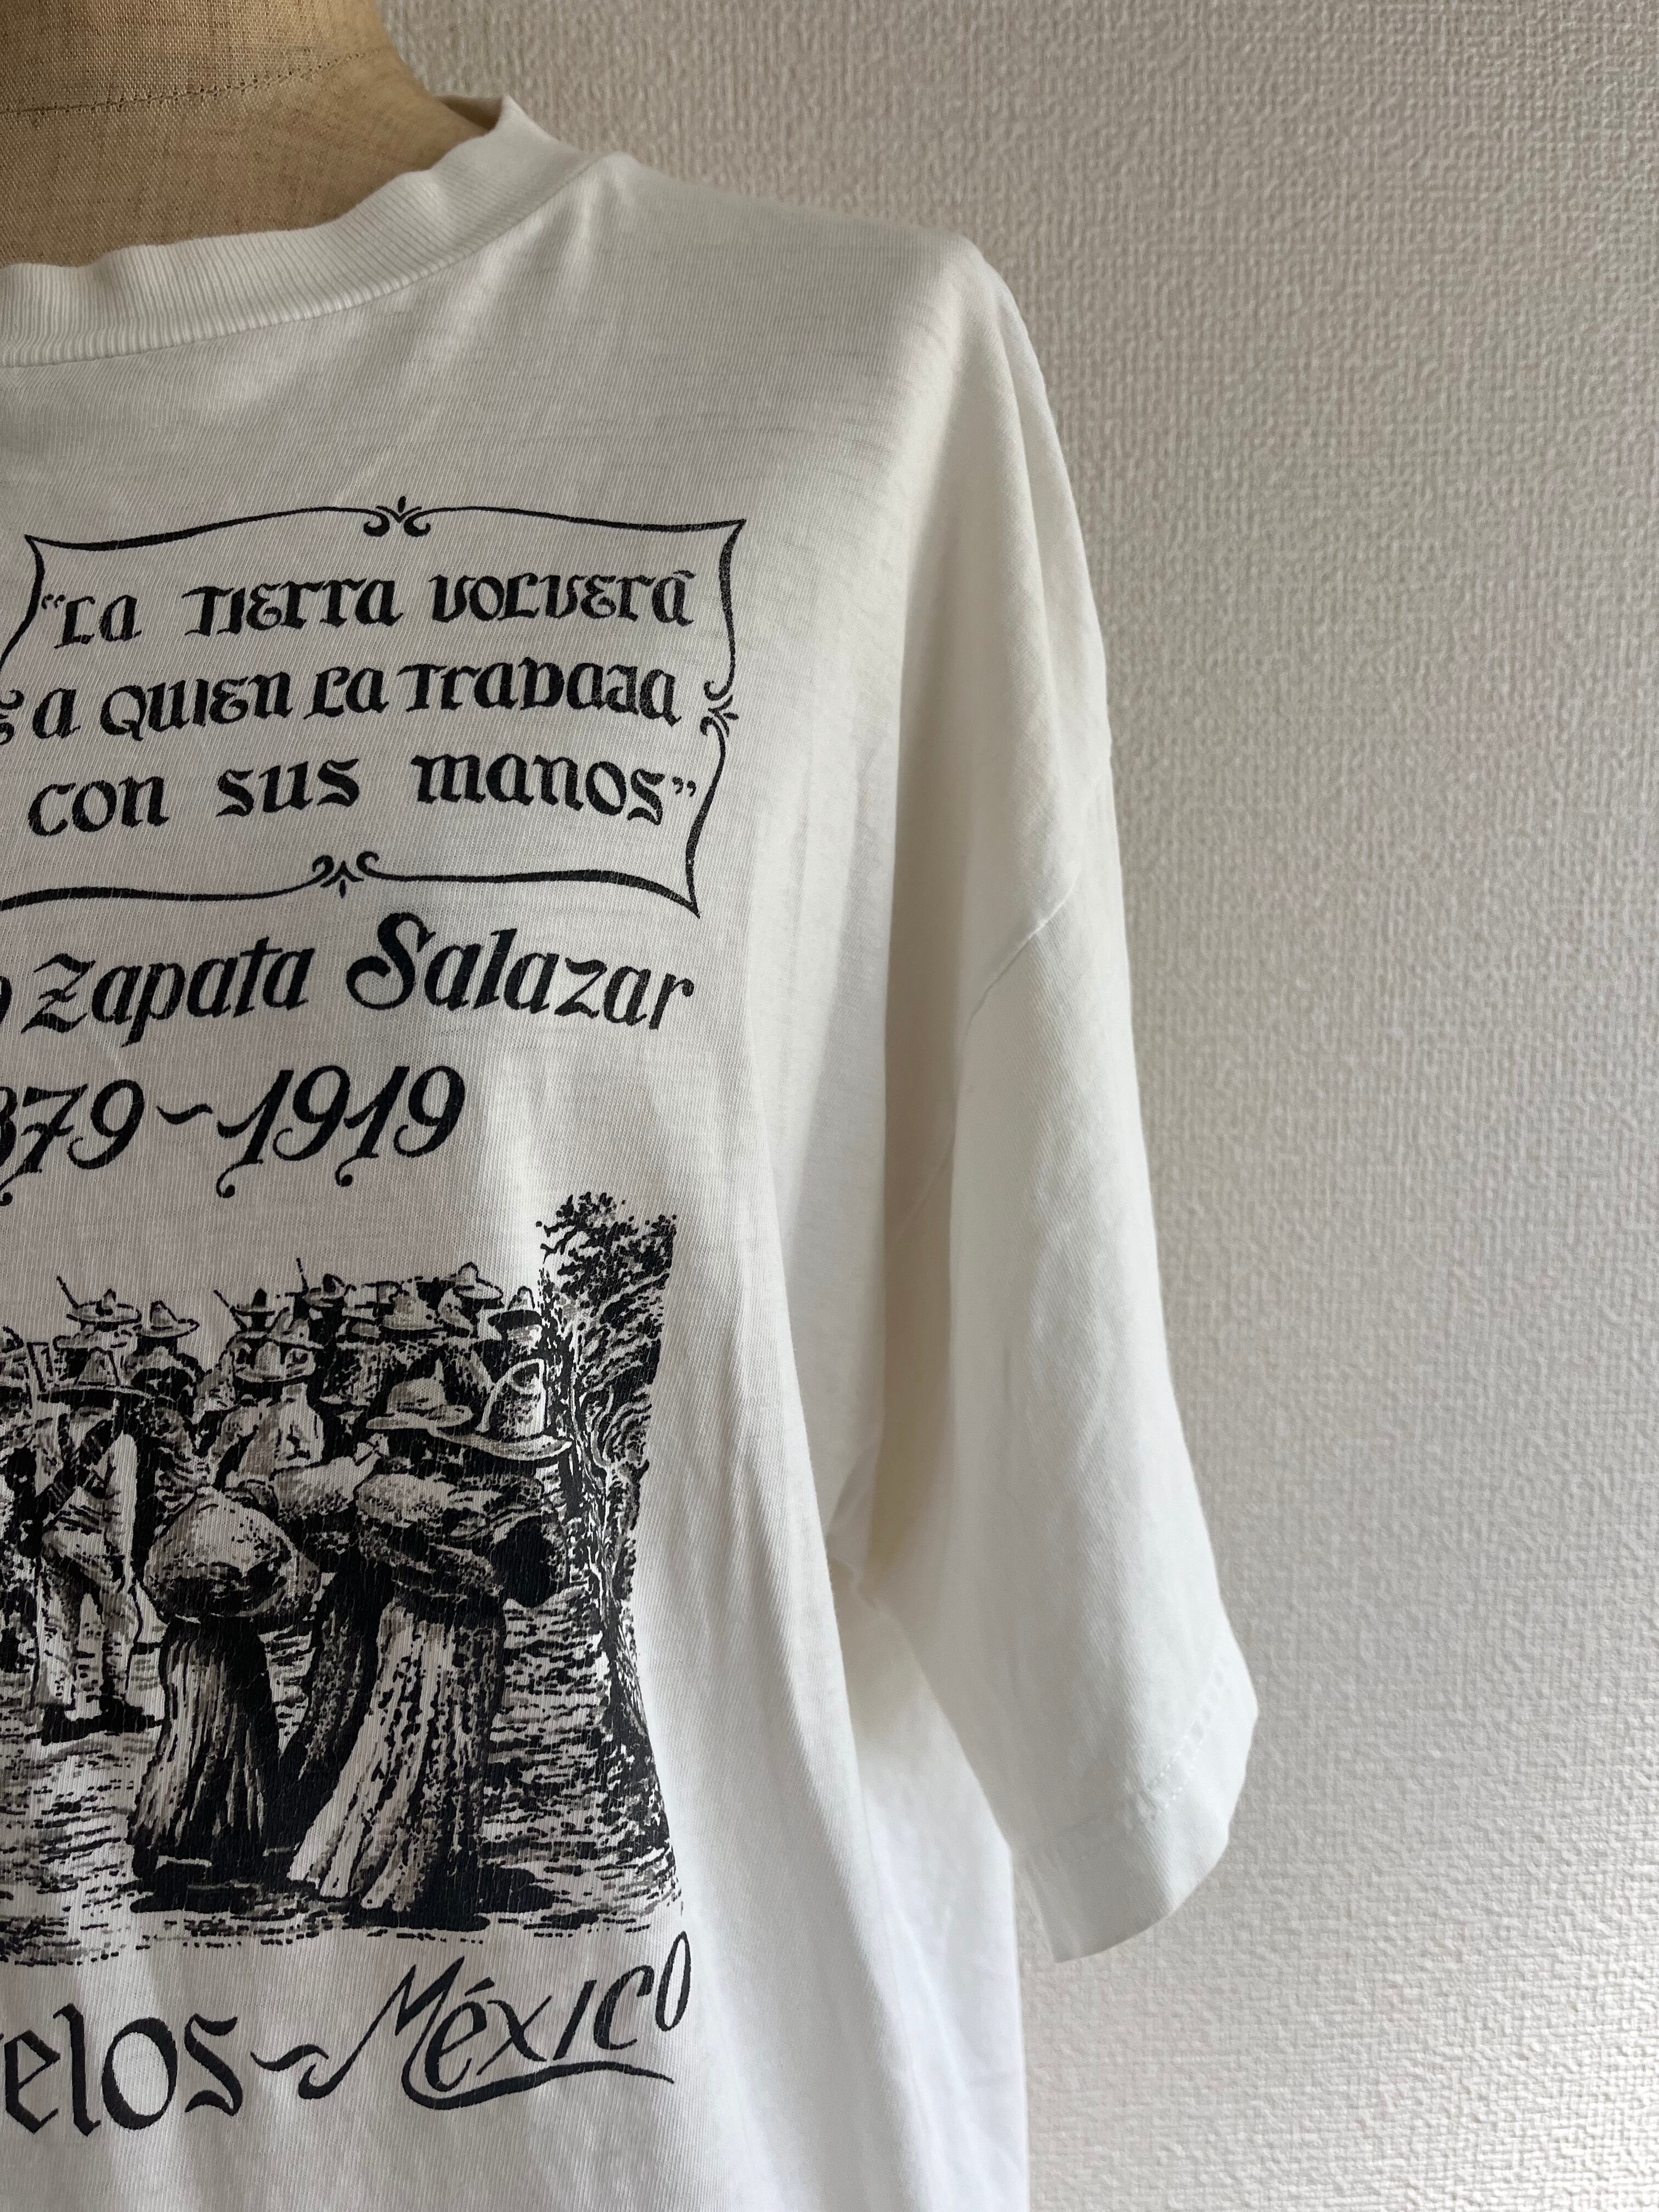 "La Tierra volverá
a quien la trabaja
con sus manos"
Zapata Salazar
879~1919
elos~México